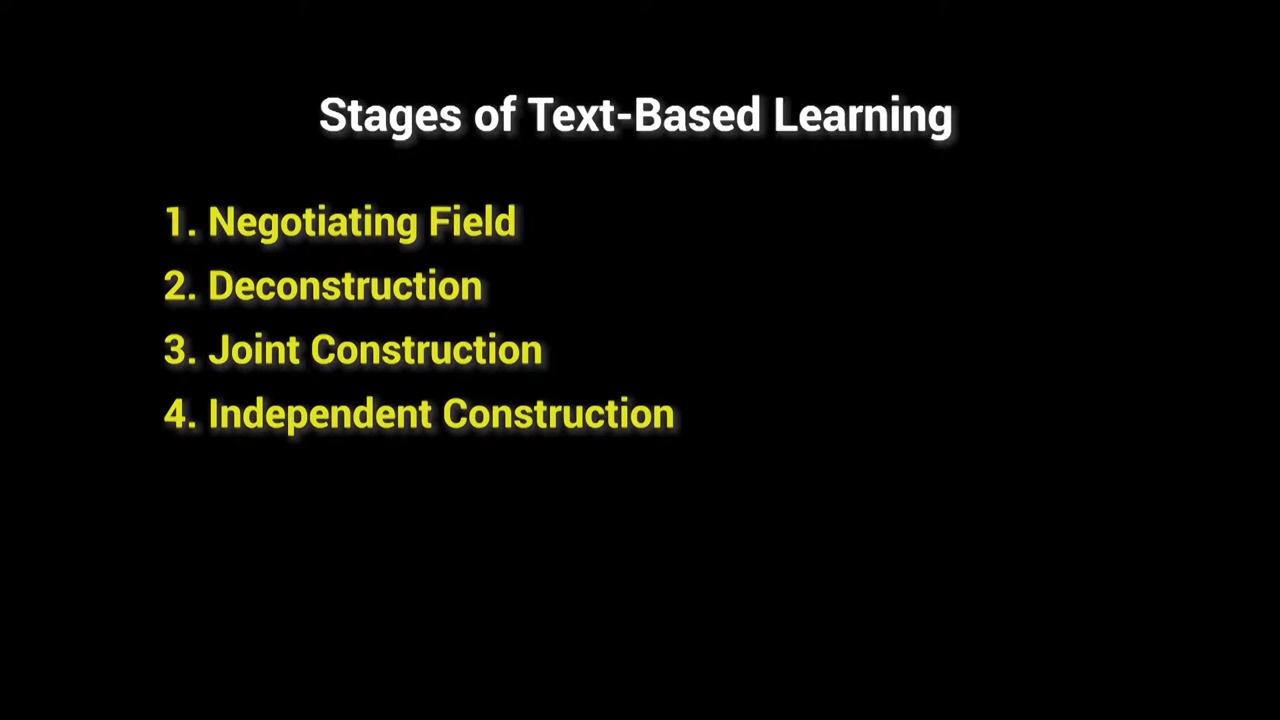 Stages of Text-Based Learning
1. Negotiating Field
2. Deconstruction
3. Joint Construction
4. Independent Construction